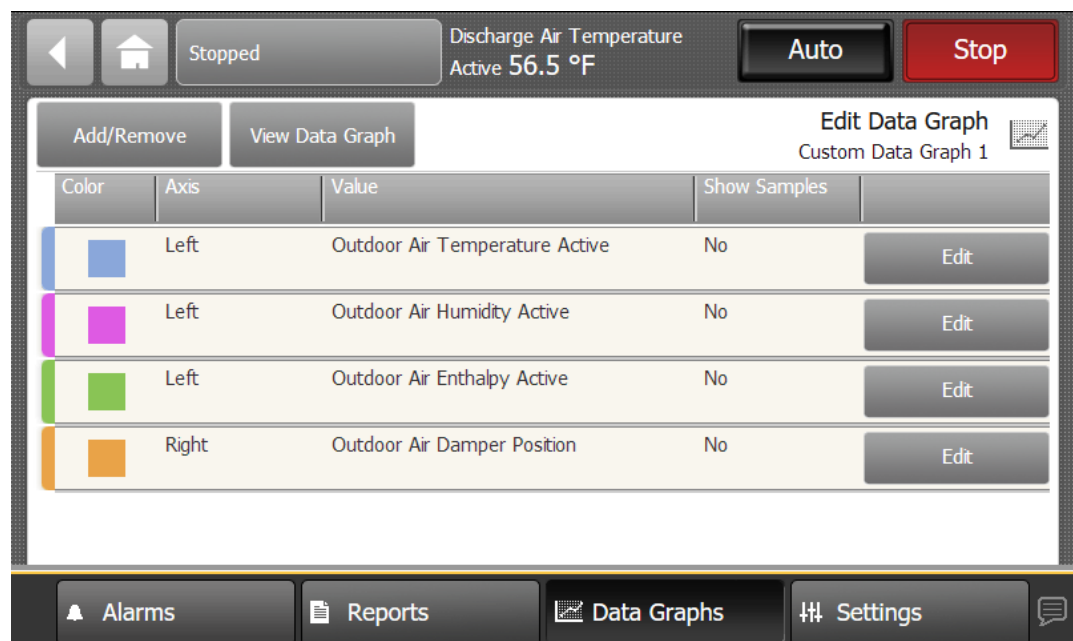 Stopped
Discharge Air Temperature
Active 56.5 °F
Auto
Stop
Add/Remove
View Data Graph
Edit Data Graph
Custom Data Graph 1
Color Axis Value Show Samples
Left Outdoor Air Temperature Active No Edit
Left Outdoor Air Humidity Active No Edit
Left Outdoor Air Enthalpy Active No Edit
Right Outdoor Air Damper Position No Edit
Alarms Reports Data Graphs Settings